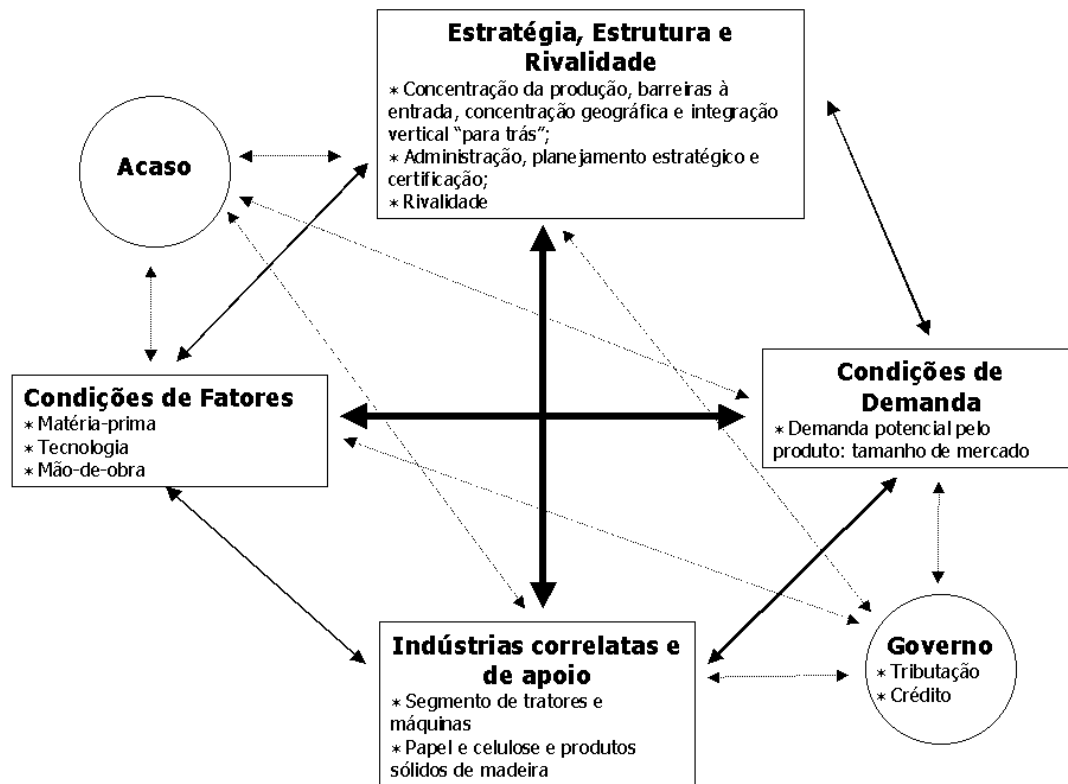 Estratégia, Estrutura e
Rivalidade
* Concentração da produção, barreiras à
entrada, concentração geográfica e integração
vertical “para trás”;
* Administração, planejamento estratégico e
certificação;
* Rivalidade
Acaso
Condições de Fatores
* Matéria-prima
* Tecnologia
* Mão-de-obra
Condições de
Demanda
* Demanda potencial pelo
produto: tamanho de mercado
Indústrias correlatas e
de apoio
* Segmento de tratores e
máquinas
* Papel e celulose e produtos
sólidos de madeira
Governo
* Tributação
* Crédito